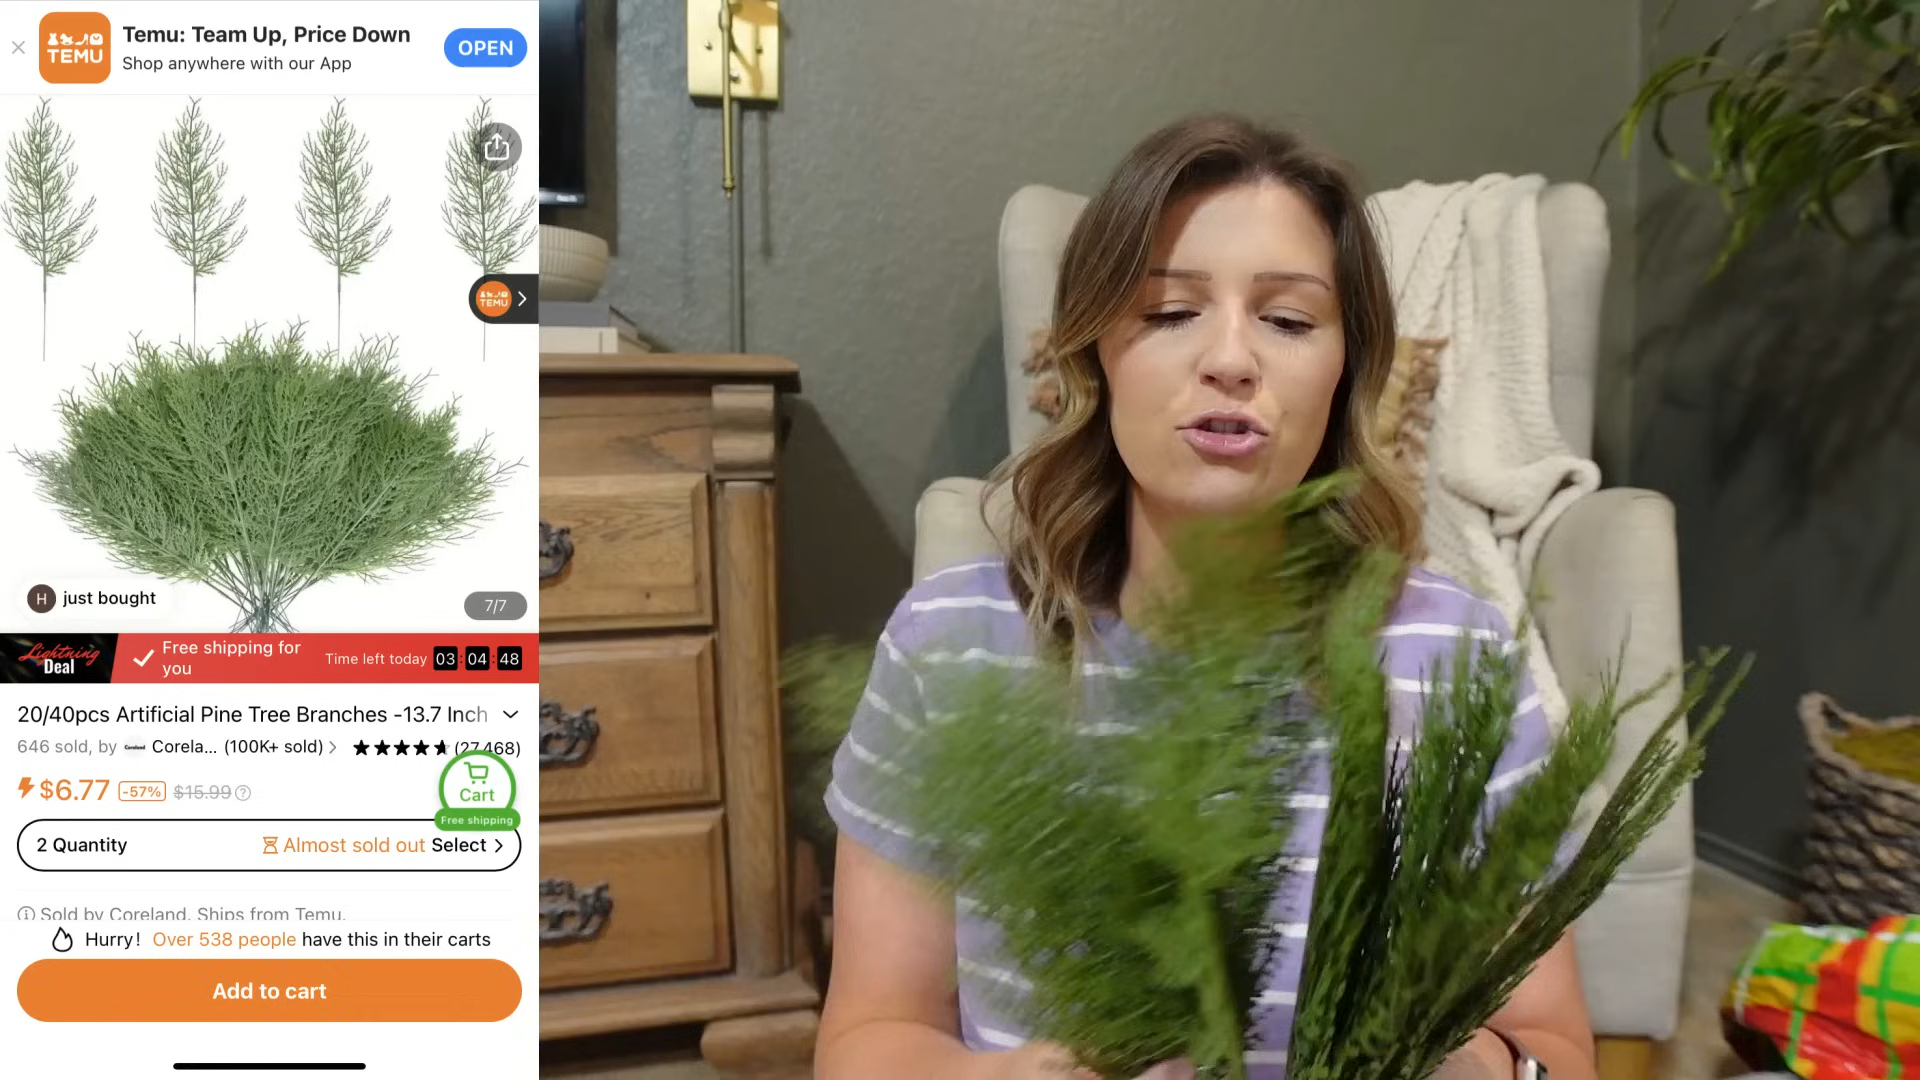 TEMU
Temu: Team Up, Price Down
Shop anywhere with our App
OPEN
TEMU
H just bought
7/7
Lightning Deal
Free shipping for you
Time left today 03:04:48
20/40pcs Artificial Pine Tree Branches -13.7 Inch
646 sold, by Coreland Corela... (100K+ sold) (27,468)
$6.77 -57% $15.99
Cart
Free shipping
2 Quantity Almost sold out Select
Sold by Coreland. Ships from Temu.
Hurry! Over 538 people have this in their carts
Add to cart